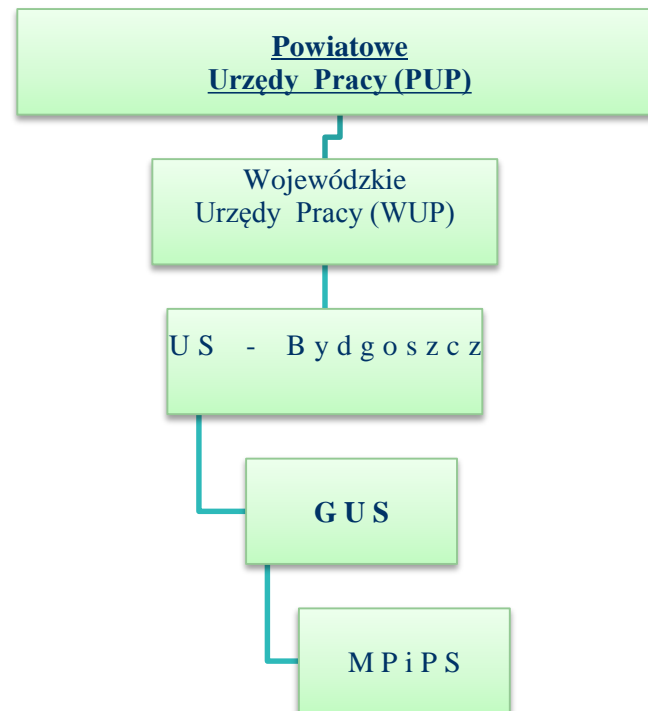 Powiatowe
Urzędy Pracy (PUP)
Wojewódzkie
Urzędy Pracy (WUP)
US - Bydgoszcz
GUS
MPiPS